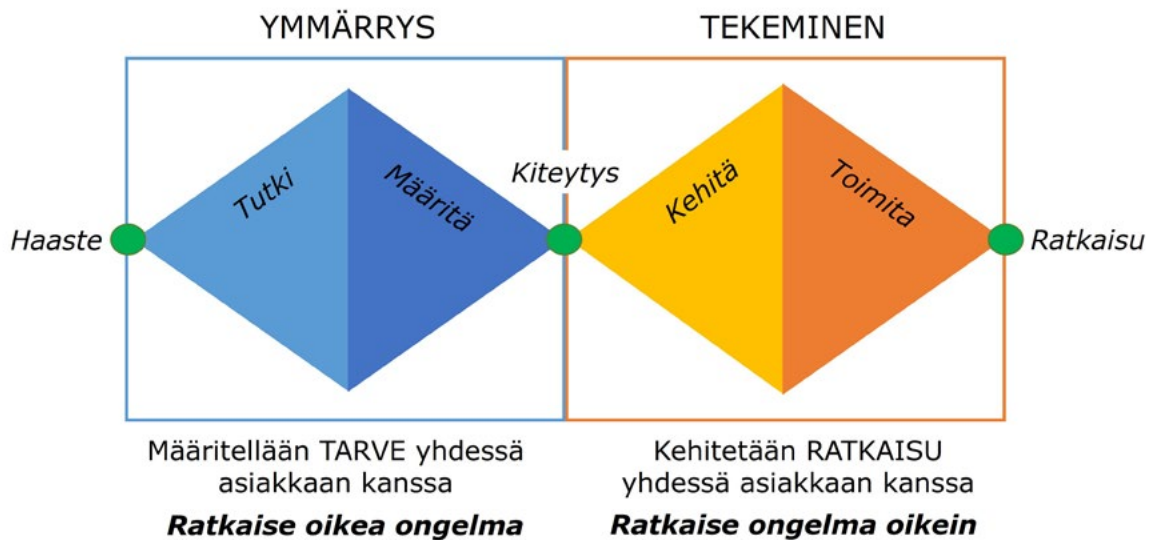 YMMÄRRYS
TEKEMINEN
Tutki
Määritä
Kiteytys
Kehitä
Toimita
Haaste
Ratkaisu
Määritellään TARVE yhdessä
asiakkaan kanssa
Ratkaise oikea ongelma
Kehitetään RATKAISU
yhdessä asiakkaan kanssa
Ratkaise ongelma oikein